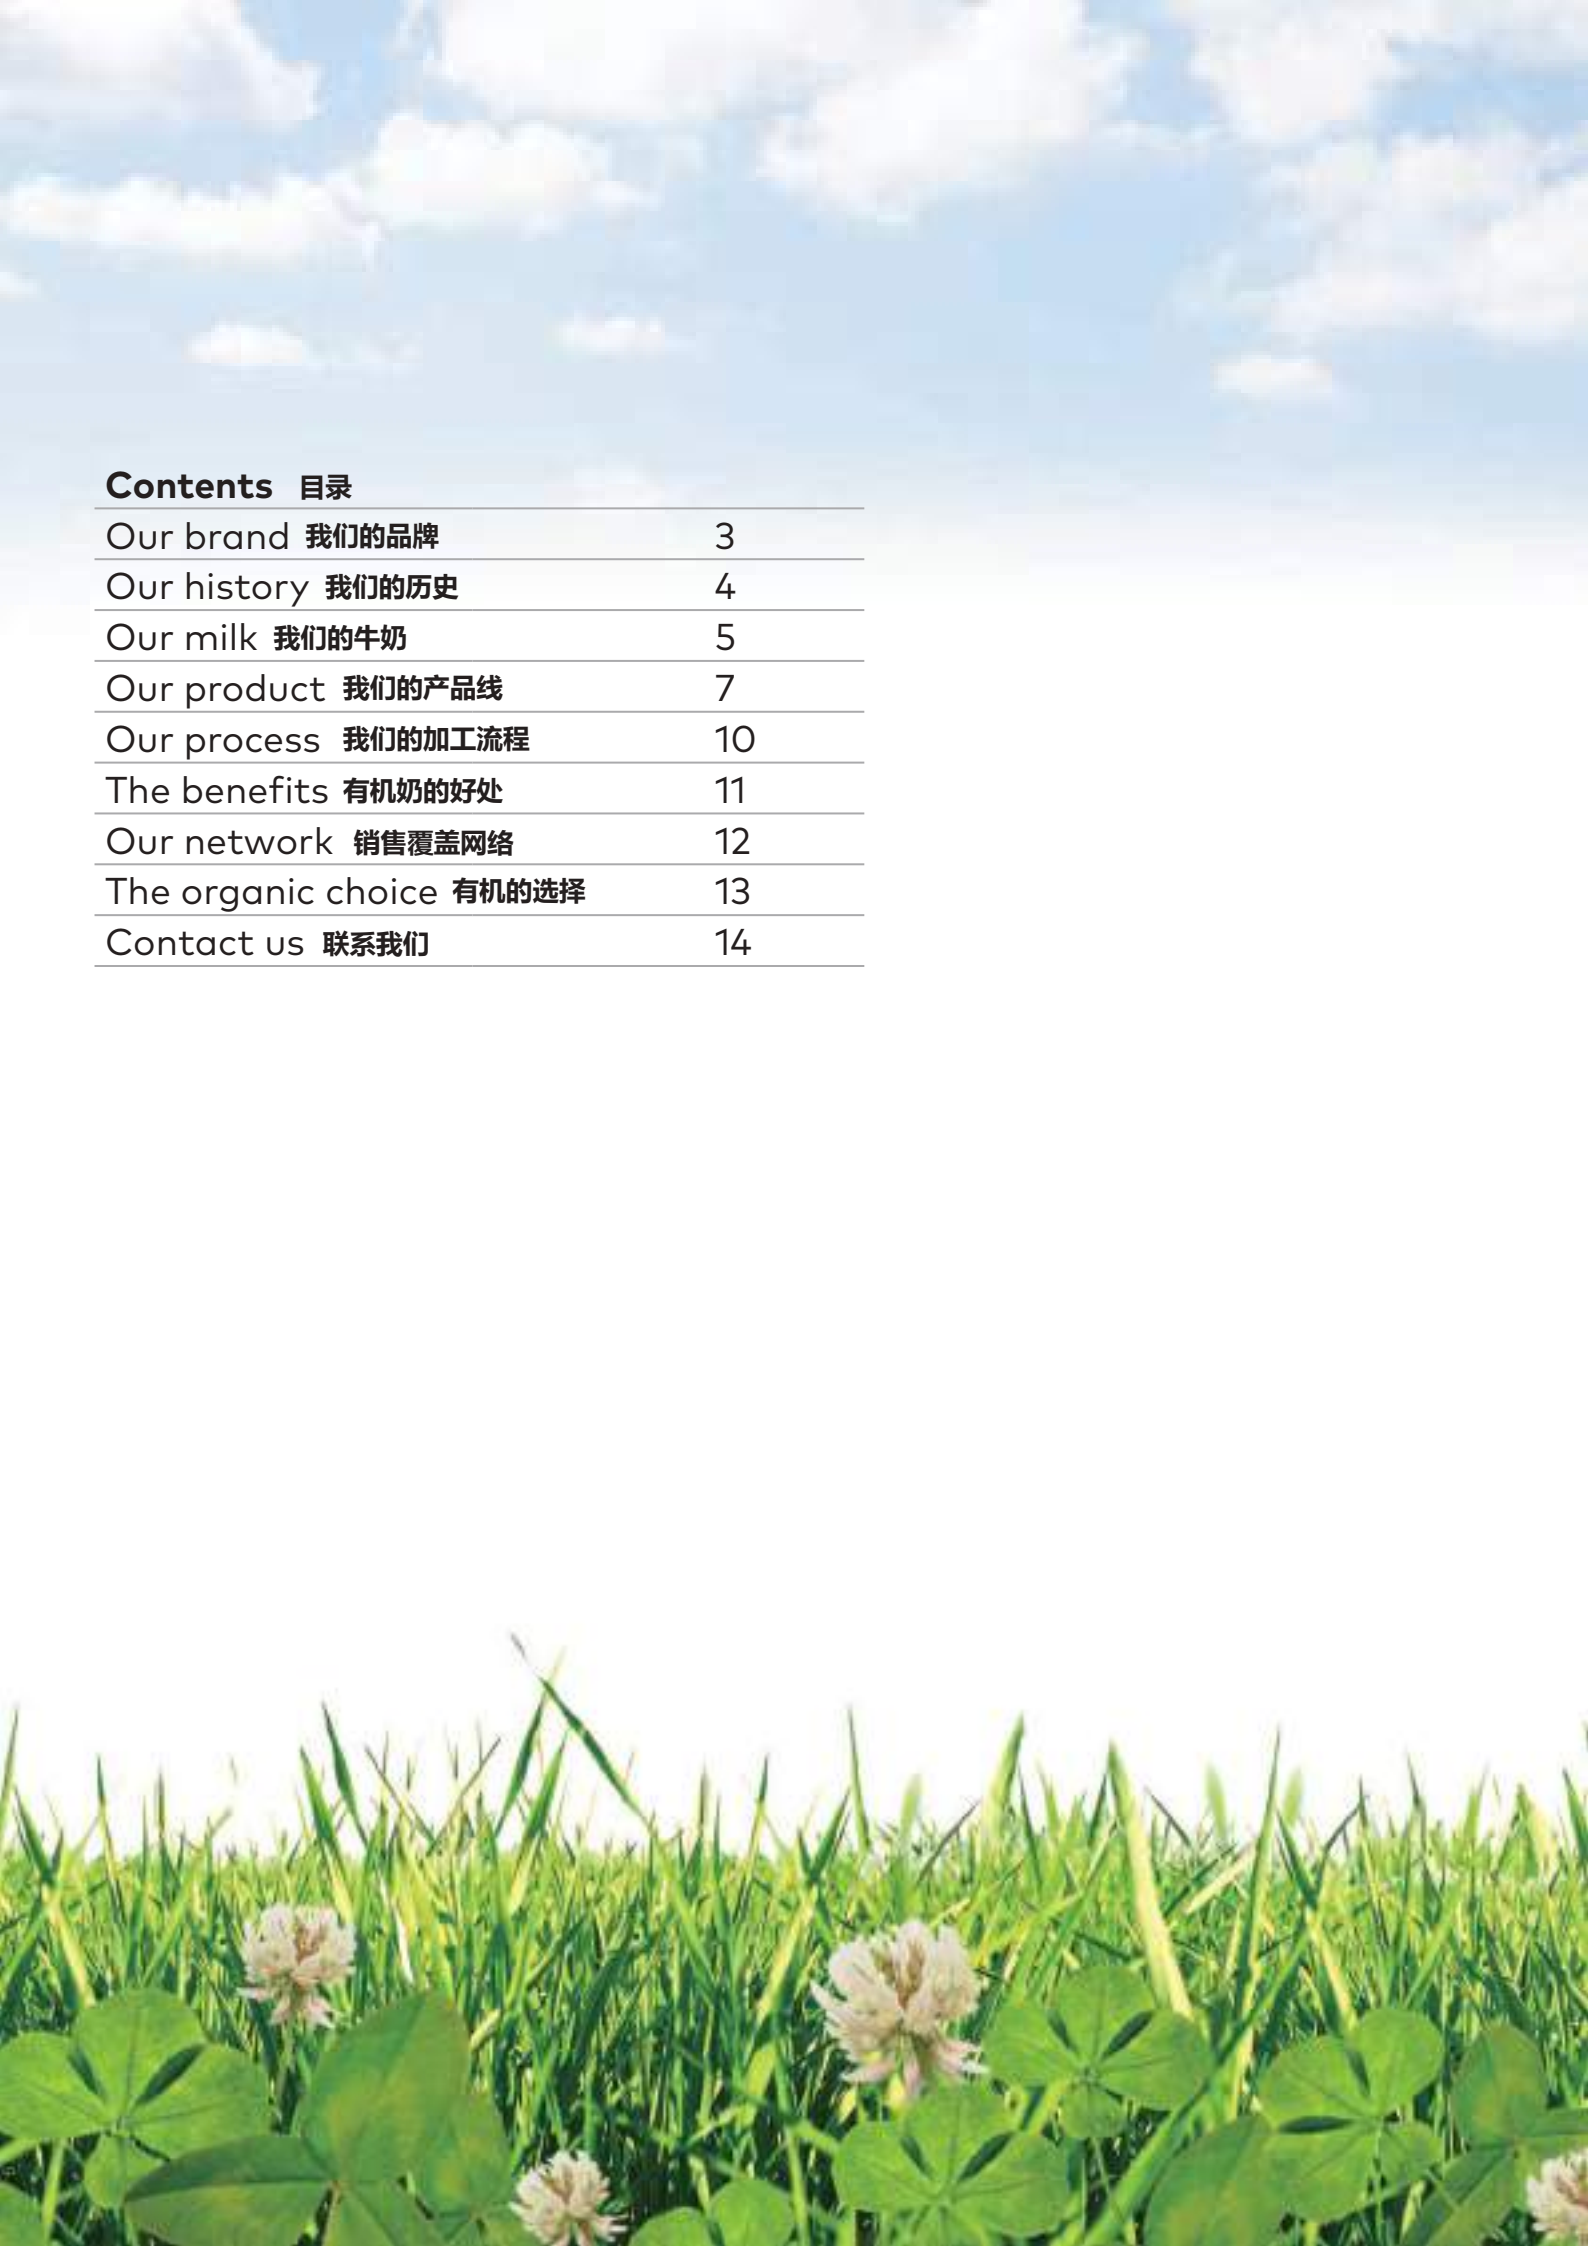 Contents 目录
Our brand 我们的品牌 3
Our history 我们的历史 4
Our milk 我们的牛奶 5
Our product 我们的产品线 7
Our process 我们的加工流程 10
The benefits 有机奶的好处 11
Our network 销售覆盖网络 12
The organic choice 有机的选择 13
Contact us 联系我们 14